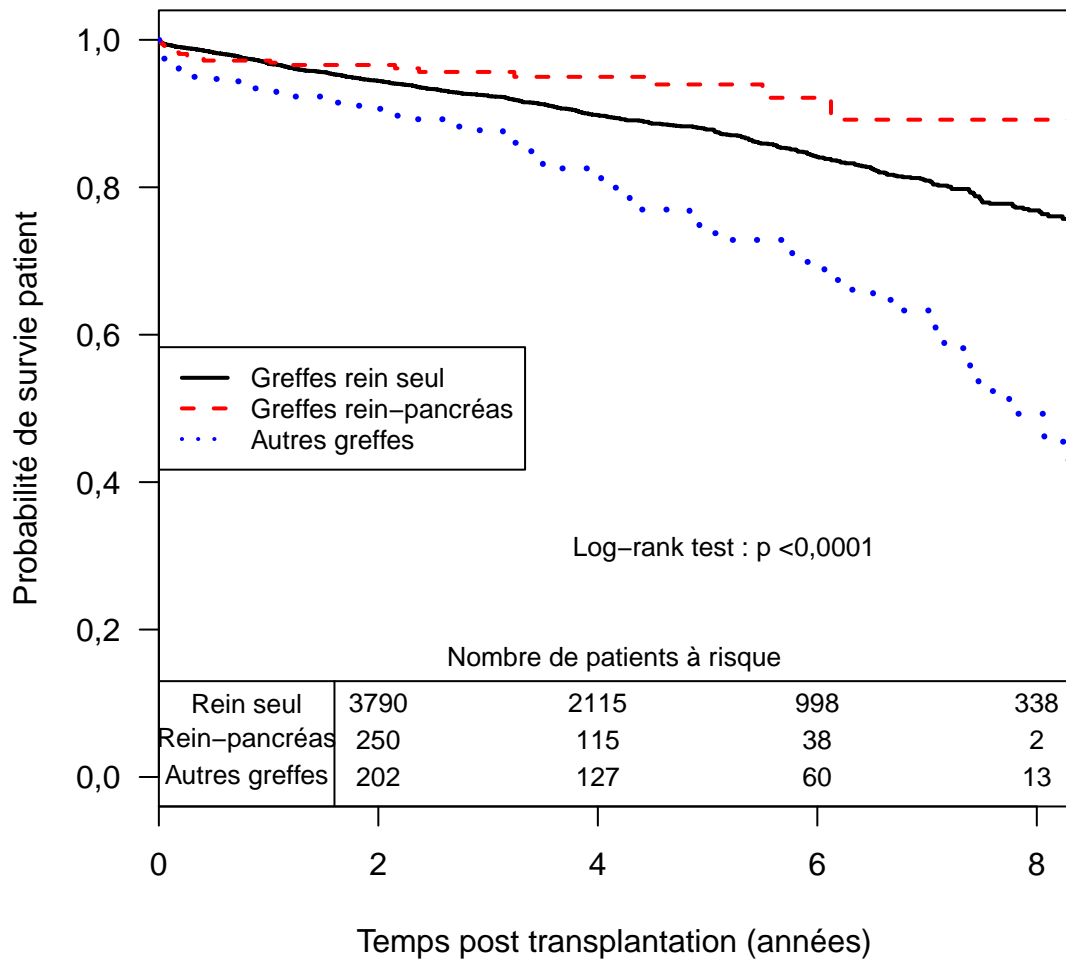 Probabilité de survie patient
1,0
0,8
0,6
0,4
0,2
0,0
Greffes rein seul
Greffes rein−pancréas
Autres greffes
Log−rank test : p <0,0001
Nombre de patients à risque
Rein seul 3790 2115 998 338
Rein−pancréas 250 115 38 2
Autres greffes 202 127 60 13
0 2 4 6 8
Temps post transplantation (années)